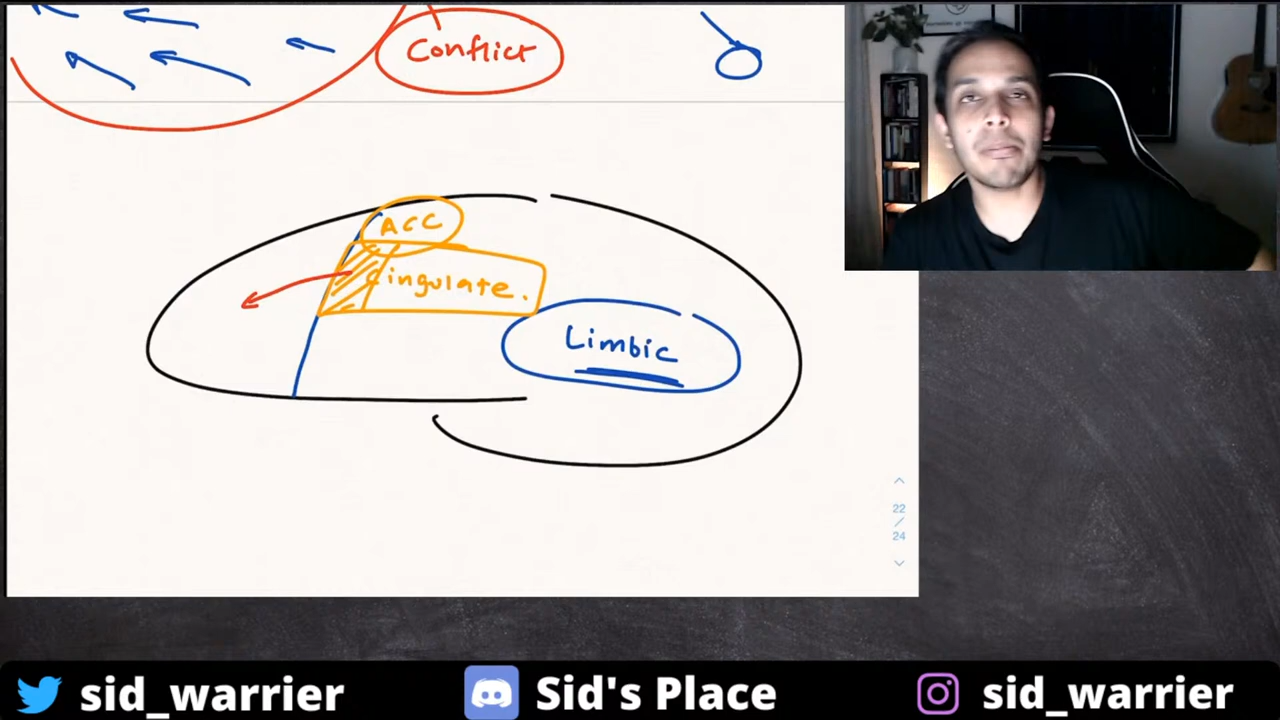 Conflict
ACC
Cingulate.
Limbic
22
/
24
sid_warrier
Sid's Place
sid_warrier